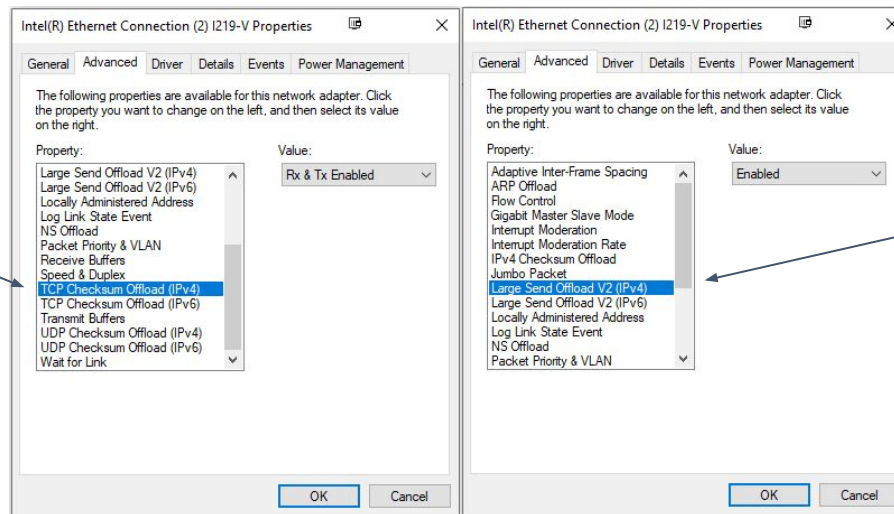 Intel(R) Ethernet Connection (2) I219-V Properties
General Advanced Driver Details Events Power Management
The following properties are available for this network adapter. Click
the property you want to change on the left, and then select its value
on the right.
Property:
Value:
Large Send Offload V2 (IPv4)
Large Send Offload V2 (IPv6)
Locally Administered Address
Log Link State Event
NS Offload
Packet Priority & VLAN
Receive Buffers
Speed & Duplex
TCP Checksum Offload (IPv4)
TCP Checksum Offload (IPv6)
Transmit Buffers
UDP Checksum Offload (IPv4)
UDP Checksum Offload (IPv6)
Wait for Link
Rx & Tx Enabled
OK Cancel
Intel(R) Ethernet Connection (2) I219-V Properties
General Advanced Driver Details Events Power Management
The following properties are available for this network adapter. Click
the property you want to change on the left, and then select its value
on the right.
Property:
Value:
Adaptive Inter-Frame Spacing
ARP Offload
Flow Control
Gigabit Master Slave Mode
Interrupt Moderation
Interrupt Moderation Rate
IPv4 Checksum Offload
Jumbo Packet
Large Send Offload V2 (IPv4)
Large Send Offload V2 (IPv6)
Locally Administered Address
Log Link State Event
NS Offload
Packet Priority & VLAN
Enabled
OK Cancel